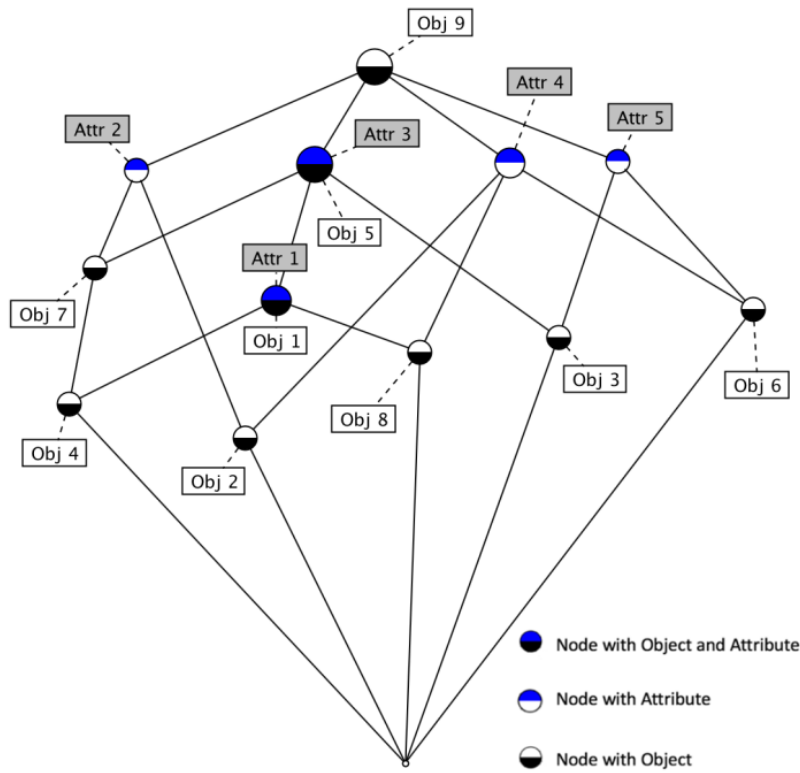 Obj 9
Attr 4
Attr 2
Attr 3
Attr 5
Obj 5
Attr 1
Obj 7
Obj 1
Obj 3
Obj 6
Obj 8
Obj 4
Obj 2
Node with Object and Attribute
Node with Attribute
Node with Object